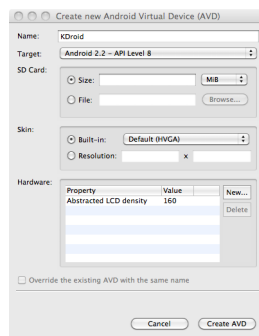 Create new Android Virtual Device (AVD)
Name: KDroid
Target: Android 2.2 – API Level 8
SD Card:
Size: MiB
File: Browse...
Skin:
Built-in: Default (HVGA)
Resolution: x
Hardware:
Property Value New...
Abstracted LCD density 160
Delete
Override the existing AVD with the same name
Cancel Create AVD